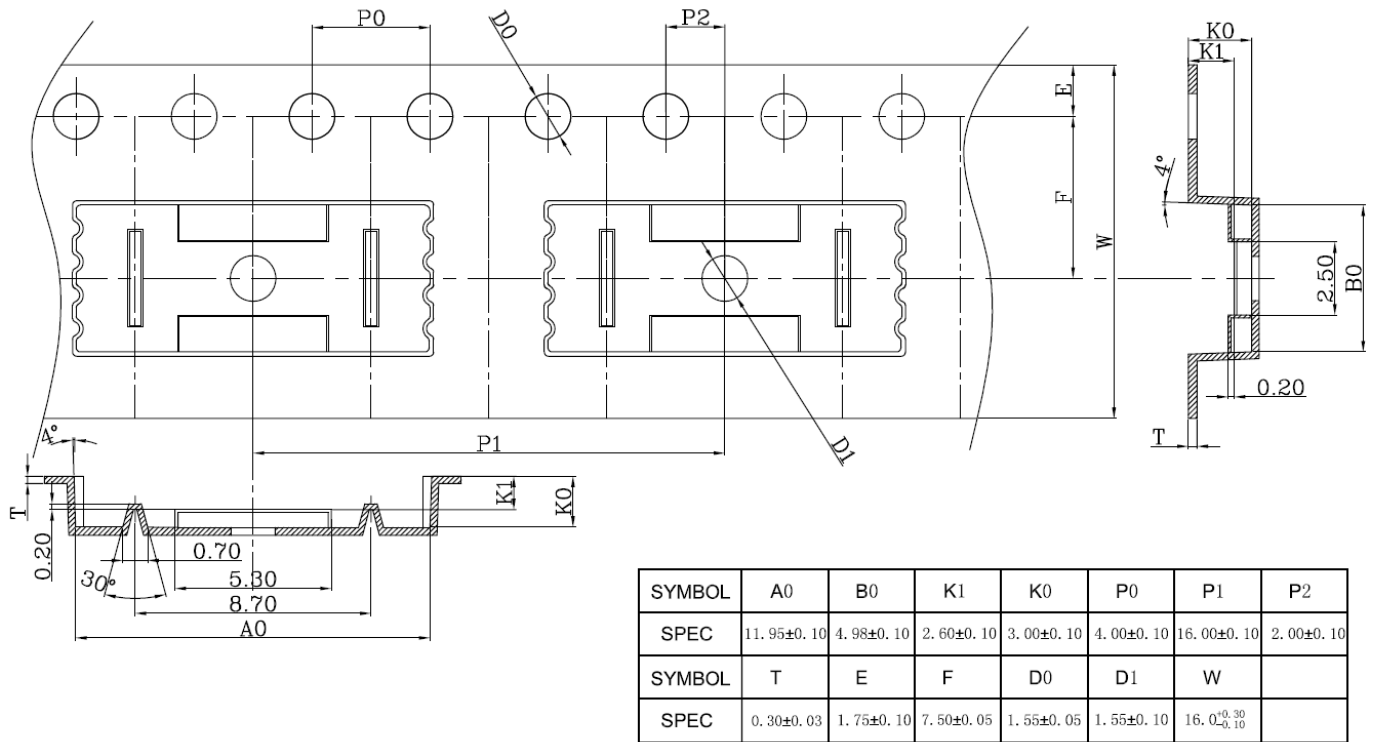 P0
D0
P2
E
F
W
K0
K1
4°
2.50
B0
0.20
T
P1
D1
4°
T
0.20
30°
0.70
5.30
8.70
A0
K1
K0
SYMBOL A0 B0 K1 K0 P0 P1 P2
SPEC 11.95±0.10 4.98±0.10 2.60±0.10 3.00±0.10 4.00±0.10 16.00±0.10 2.00±0.10
SYMBOL T E F D0 D1 W
SPEC 0.30±0.03 1.75±0.10 7.50±0.05 1.55±0.05 1.55±0.10 16.0+0.30 -0.10